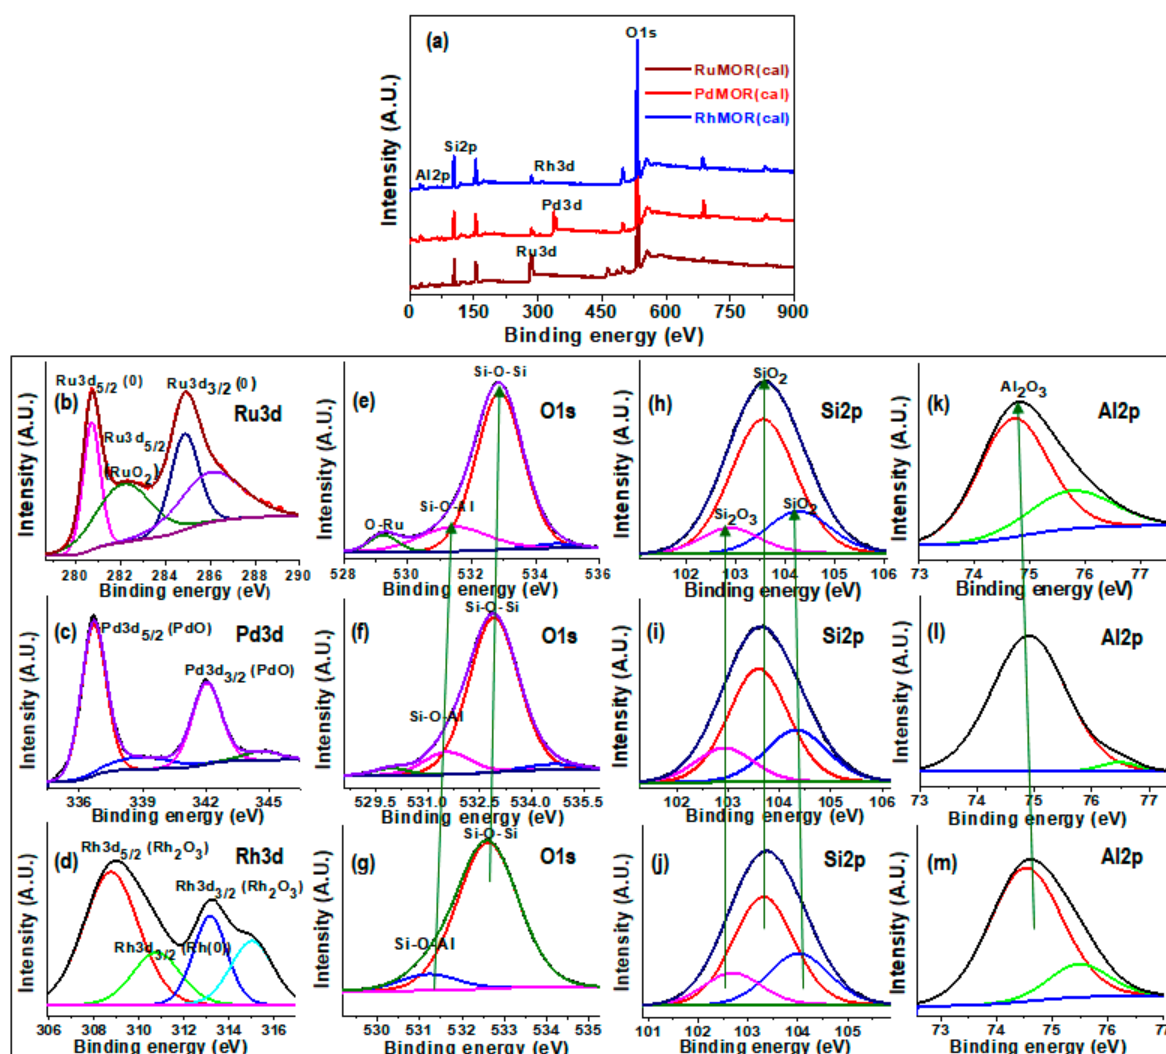 (a)
O1s
RuMOR(cal)
PdMOR(cal)
RhMOR(cal)
Si2p
Al2p
Rh3d
Pd3d
Ru3d
Intensity (A.U.)
0 150 300 450 600 750 900
Binding energy (eV)
Ru3d5/2 (0)
Ru3d3/2 (0)
(b)
Ru3d
Ru3d5/2
(RuO2)
Intensity (A.U.)
280 282 284 286 288 290
Binding energy (eV)
Si-O-Si
(e)
O1s
Si-O-Al
O-Ru
Intensity (A.U.)
528 530 532 534 536
Binding energy (eV)
SiO2
(h)
Si2p
Si2O3
SiO2
Intensity (A.U.)
102 103 104 105 106
Binding energy (eV)
Al2O3
(k)
Al2p
Intensity (A.U.)
73 74 75 76 77
Binding energy (eV)
(c)
Pd3d5/2 (PdO)
Pd3d
Pd3d3/2 (PdO)
Intensity (A.U.)
336 339 342 345
Binding energy (eV)
Si-O-Si
(f)
O1s
Si-O-Al
Intensity (A.U.)
529.5 531.0 532.5 534.0 535.5
Binding energy (eV)
(i)
Si2p
Intensity (A.U.)
102 103 104 105 106
Binding energy (eV)
(l)
Al2p
Intensity (A.U.)
73 74 75 76 77
Binding energy (eV)
Rh3d5/2 (Rh2O3)
(d)
Rh3d
Rh3d3/2 (Rh2O3)
Rh3d3/2 (Rh(0)
Intensity (A.U.)
306 308 310 312 314 316
Binding energy (eV)
Si-O-Si
(g)
O1s
Si-O-Al
Intensity (A.U.)
530 531 532 533 534 535
Binding energy (eV)
(j)
Si2p
Intensity (A.U.)
101 102 103 104 105
Binding energy (eV)
(m)
Al2p
Intensity (A.U.)
73 74 75 76 77
Binding energy (eV)